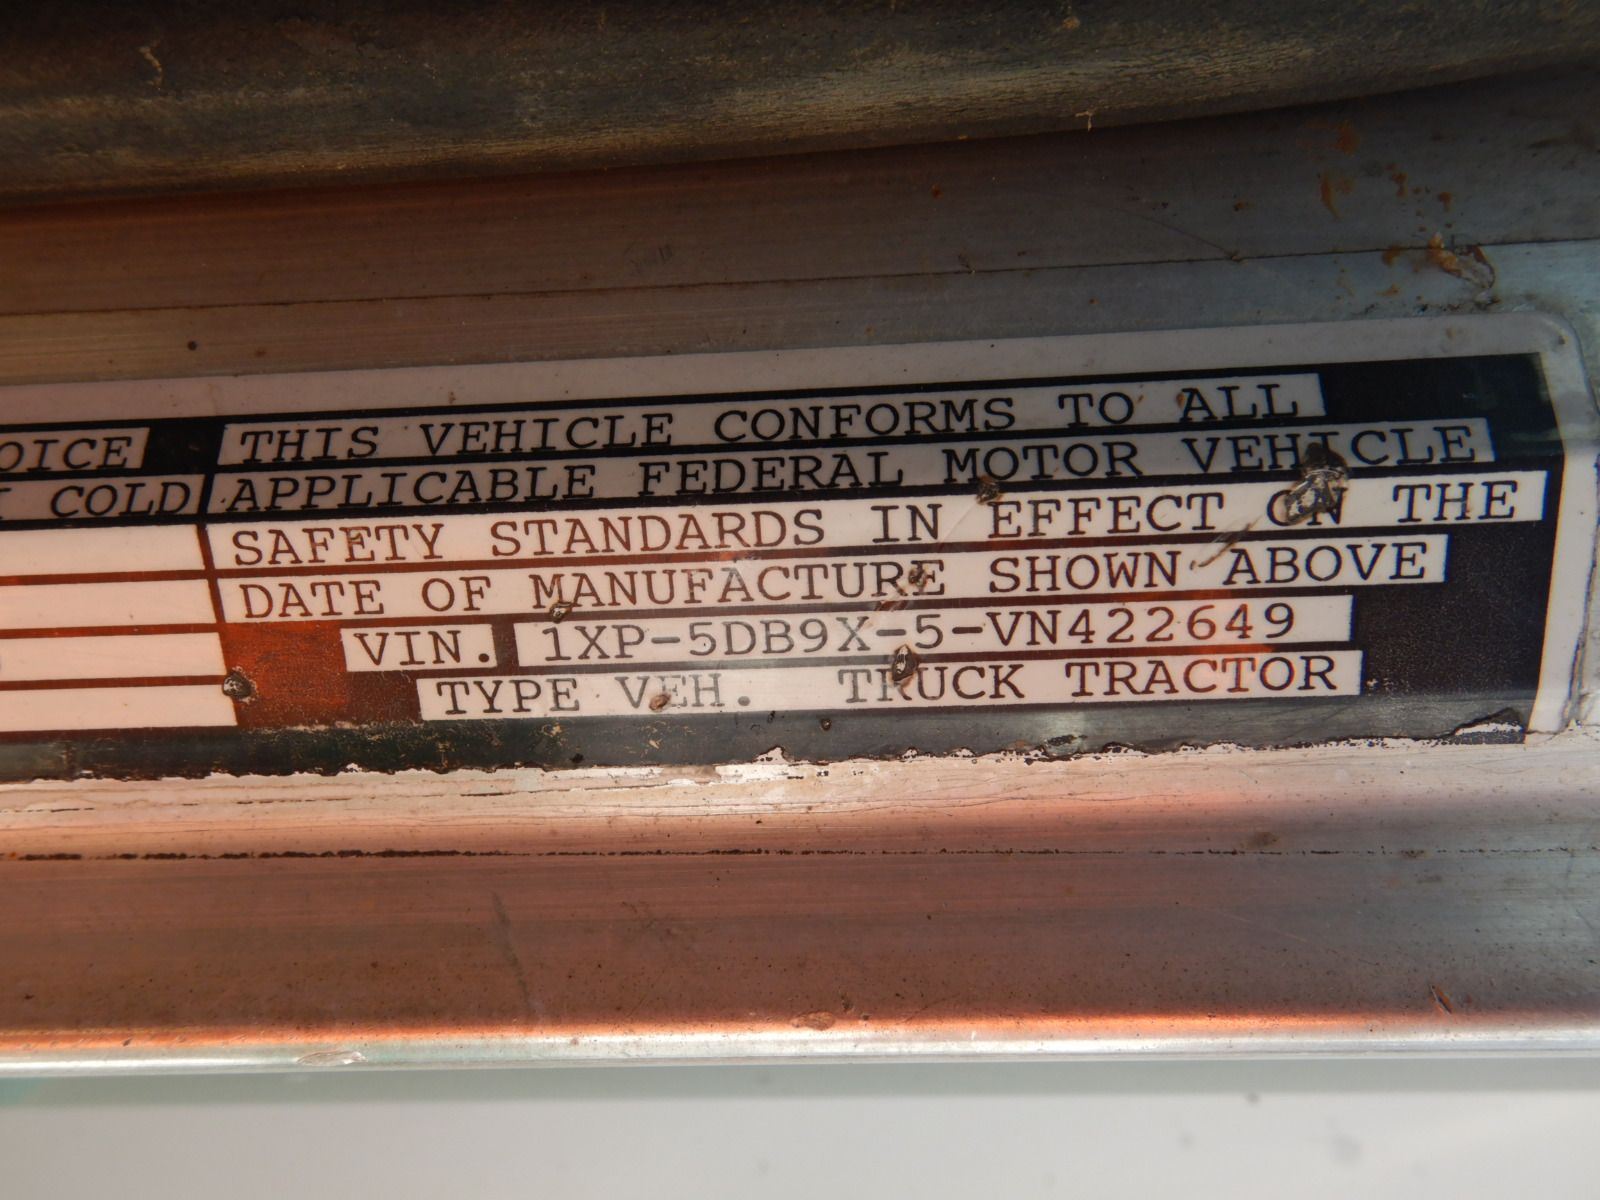 OICE THIS VEHICLE CONFORMS TO ALL
COLD APPLICABLE FEDERAL MOTOR VEHICLE
SAFETY STANDARDS IN EFFECT ON THE
DATE OF MANUFACTURE SHOWN ABOVE
VIN. 1XP-5DB9X-5-VN422649
TYPE VEH. TRUCK TRACTOR